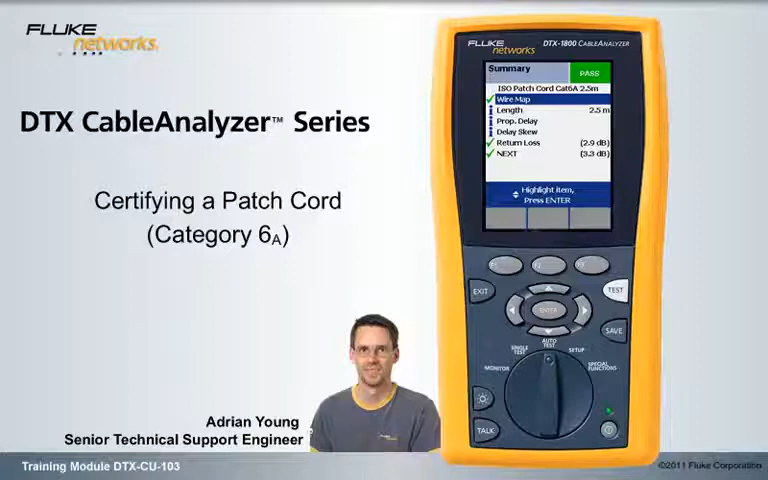 FLUKE
networks®
DTX CableAnalyzer™ Series
Certifying a Patch Cord
(Category 6A)
Adrian Young
Senior Technical Support Engineer
Training Module DTX-CU-103
FLUKE
networks
DTX-1800 CABLEANALYZER
Summary
PASS
ISO Patch Cord Cat6A 2.5m
Wire Map
Length 2.5 m
Prop. Delay
Delay Skew
Return Loss (2.9 dB)
NEXT (3.3 dB)
Highlight item,
Press ENTER
F1 F2 F3
EXIT
TEST
ENTER
SAVE
AUTO
TEST
SINGLE
TEST
SETUP
MONITOR
SPECIAL
FUNCTIONS
TALK
©2011 Fluke Corporation